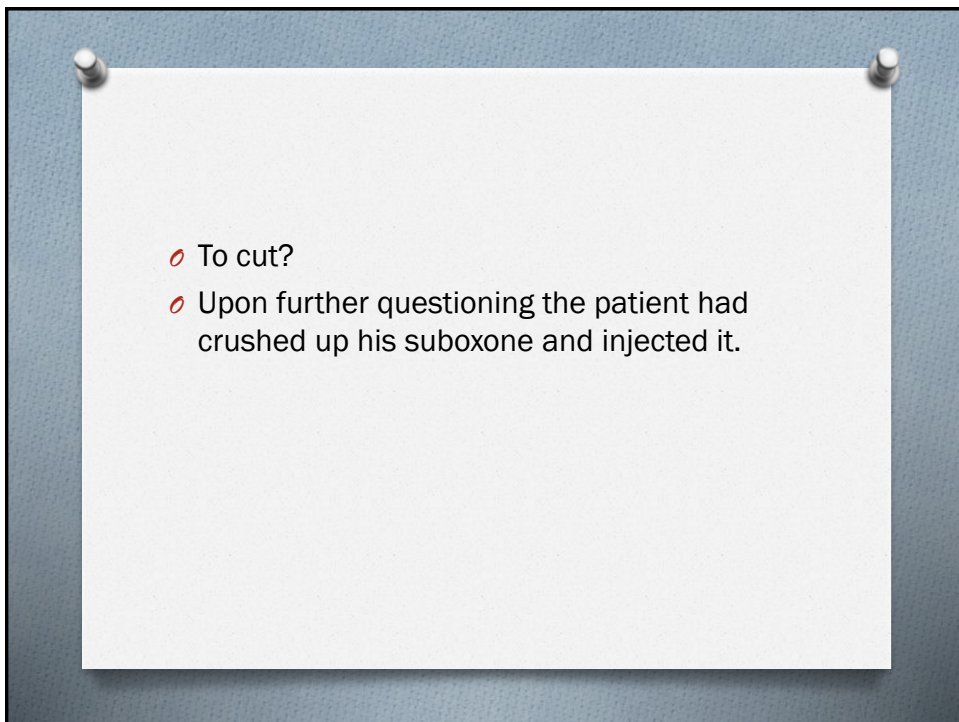 To cut?
Upon further questioning the patient had
crushed up his suboxone and injected it.